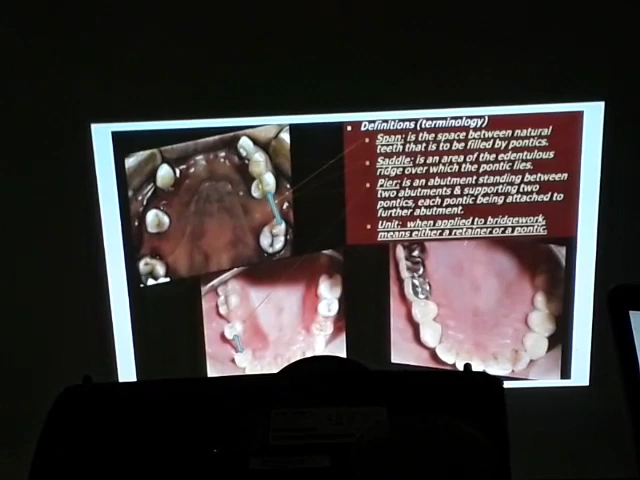 Definitions (terminology)
Span: is the space between natural
teeth that is to be filled by pontics.
Saddle: is an area of the edentulous
ridge over which the pontic lies.
Pier: is an abutment standing between
two abutments & supporting two
pontics, each pontic being attached to
further abutment.
Unit: when applied to bridgework,
means either a retainer or a pontic.